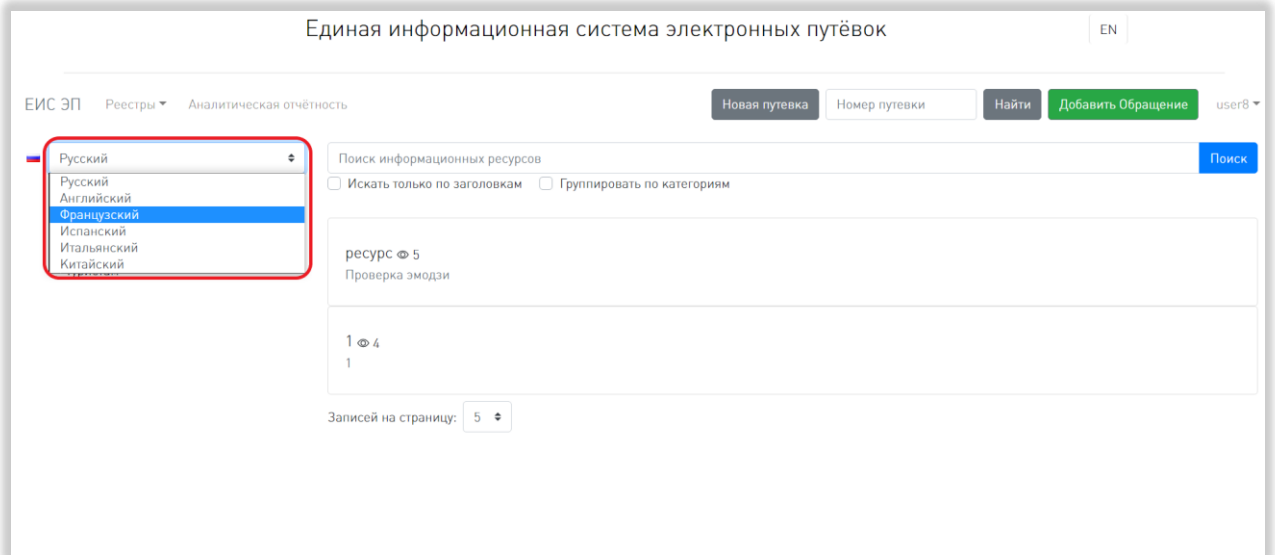 Единая информационная система электронных путёвок
EN
ЕИС ЭП Реестры Аналитическая отчётность Новая путевка Номер путевки Найти Добавить Обращение user8
Русский Поиск информационных ресурсов Поиск
Русский Искать только по заголовкам Группировать по категориям
Английский
Французский
Испанский
Итальянский
Китайский
ресурс 5
Проверка эмодзи
1 4
1
Записей на страницу: 5